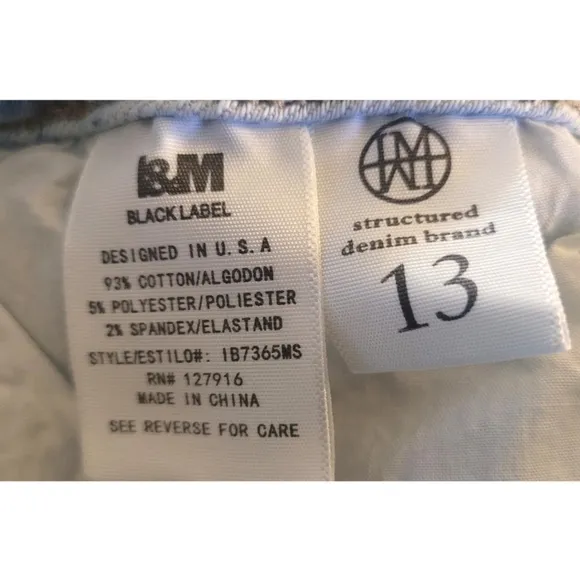 I&M
BLACK LABEL
DESIGNED IN U.S.A
93% COTTON/ALGODON
5% POLYESTER/POLIESTER
2% SPANDEX/ELASTAND
STYLE/ESTILO#: IB7365MS
RN# 127916
MADE IN CHINA
SEE REVERSE FOR CARE
structured
denim brand
13